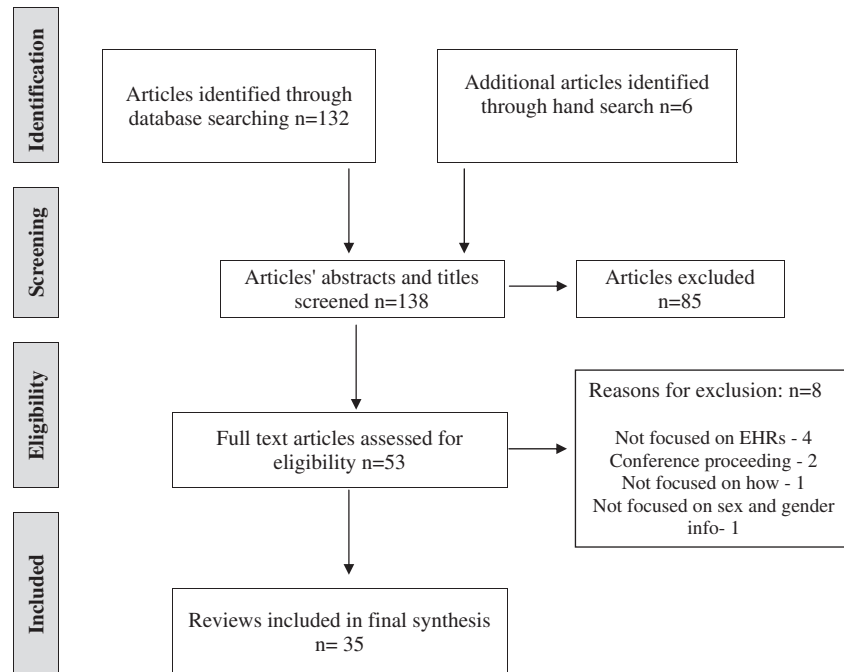 Identification
Articles identified through
database searching n=132
Additional articles identified
through hand search n=6
Screening
Articles' abstracts and titles
screened n=138
Articles excluded
n=85
Eligibility
Full text articles assessed for
eligibility n=53
Reasons for exclusion: n=8
Not focused on EHRs - 4
Conference proceeding - 2
Not focused on how - 1
Not focused on sex and gender
info- 1
Included
Reviews included in final synthesis
n= 35